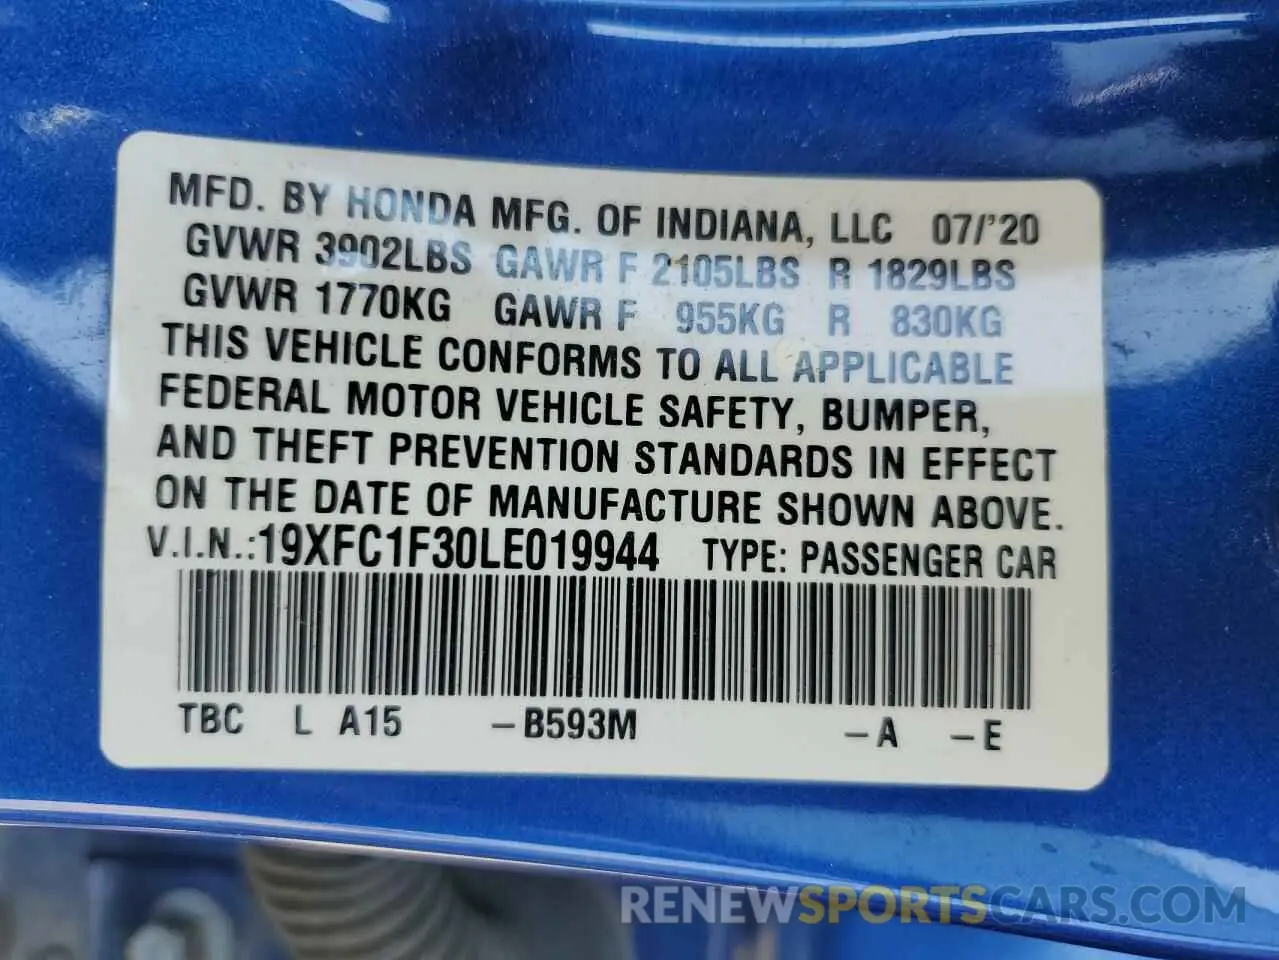 MFD. BY HONDA MFG. OF INDIANA, LLC 07/'20
GVWR 3902LBS GAWR F 2105LBS R 1829LBS
GVWR 1770KG GAWR F 955KG R 830KG
THIS VEHICLE CONFORMS TO ALL APPLICABLE
FEDERAL MOTOR VEHICLE SAFETY, BUMPER,
AND THEFT PREVENTION STANDARDS IN EFFECT
ON THE DATE OF MANUFACTURE SHOWN ABOVE.
V.I.N.:19XFC1F30LE019944 TYPE: PASSENGER CAR
TBC L A15 –B593M –A –E
RENEWSPORTSCARS.COM